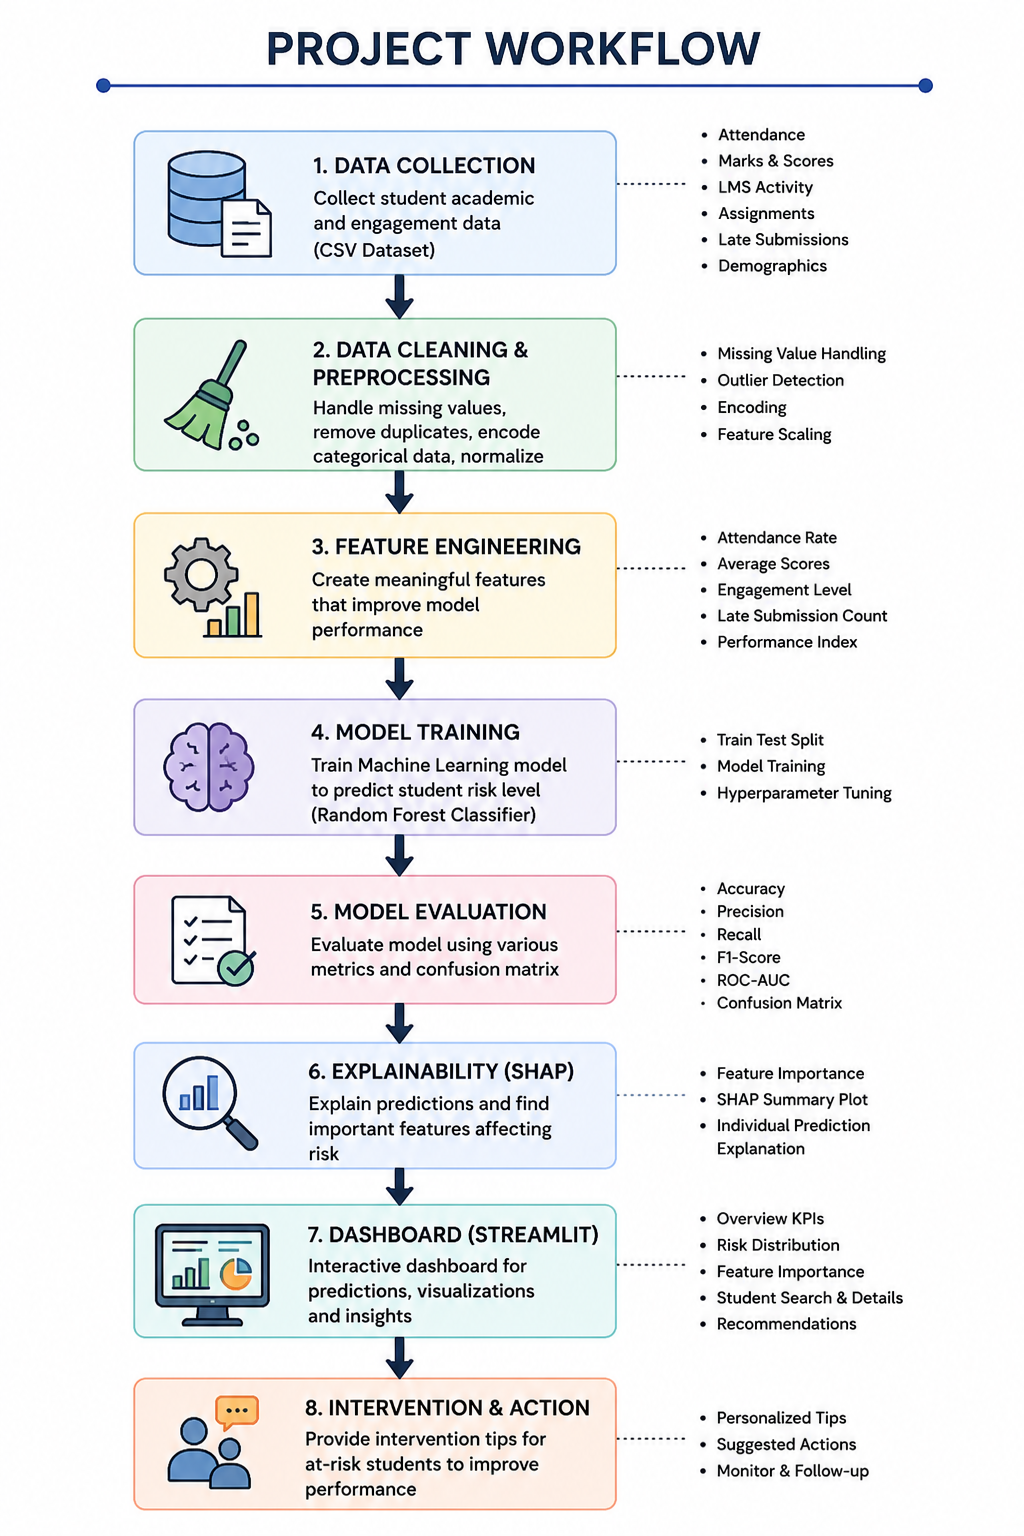 PROJECT WORKFLOW
1. DATA COLLECTION
Collect student academic
and engagement data
(CSV Dataset)
• Attendance
• Marks & Scores
• LMS Activity
• Assignments
• Late Submissions
• Demographics
2. DATA CLEANING &
PREPROCESSING
Handle missing values,
remove duplicates, encode
categorical data, normalize
• Missing Value Handling
• Outlier Detection
• Encoding
• Feature Scaling
3. FEATURE ENGINEERING
Create meaningful features
that improve model
performance
• Attendance Rate
• Average Scores
• Engagement Level
• Late Submission Count
• Performance Index
4. MODEL TRAINING
Train Machine Learning model
to predict student risk level
(Random Forest Classifier)
• Train Test Split
• Model Training
• Hyperparameter Tuning
5. MODEL EVALUATION
Evaluate model using various
metrics and confusion matrix
• Accuracy
• Precision
• Recall
• F1-Score
• ROC-AUC
• Confusion Matrix
6. EXPLAINABILITY (SHAP)
Explain predictions and find
important features affecting
risk
• Feature Importance
• SHAP Summary Plot
• Individual Prediction
Explanation
7. DASHBOARD (STREAMLIT)
Interactive dashboard for
predictions, visualizations
and insights
• Overview KPIs
• Risk Distribution
• Feature Importance
• Student Search & Details
• Recommendations
8. INTERVENTION & ACTION
Provide intervention tips for
at-risk students to improve
performance
• Personalized Tips
• Suggested Actions
• Monitor & Follow-up